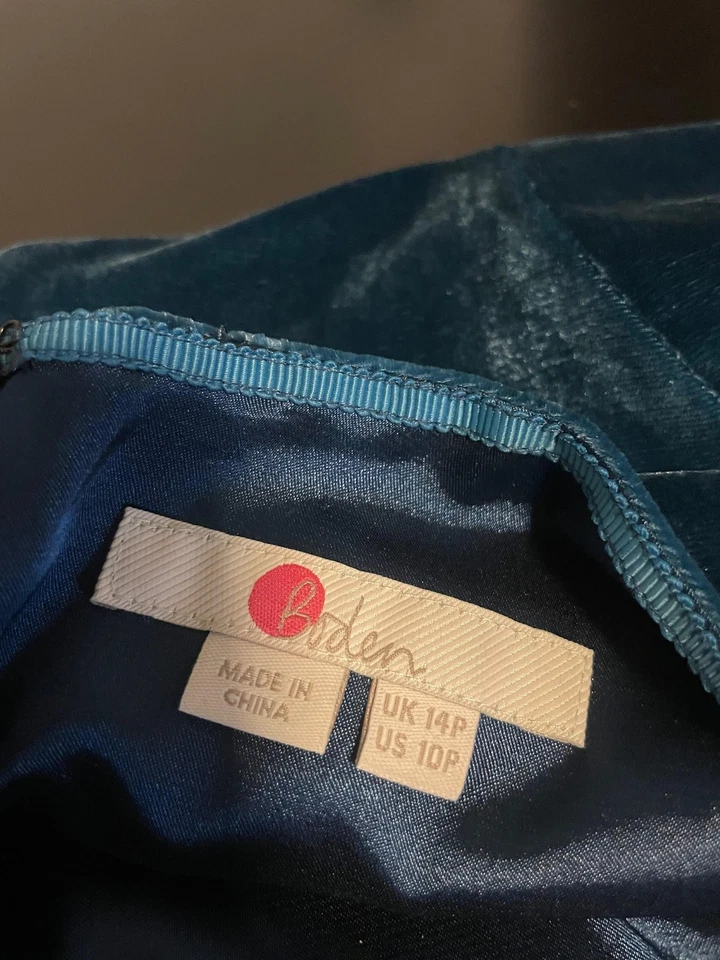 Boden
MADE IN
CHINA
UK 14P
US 10P